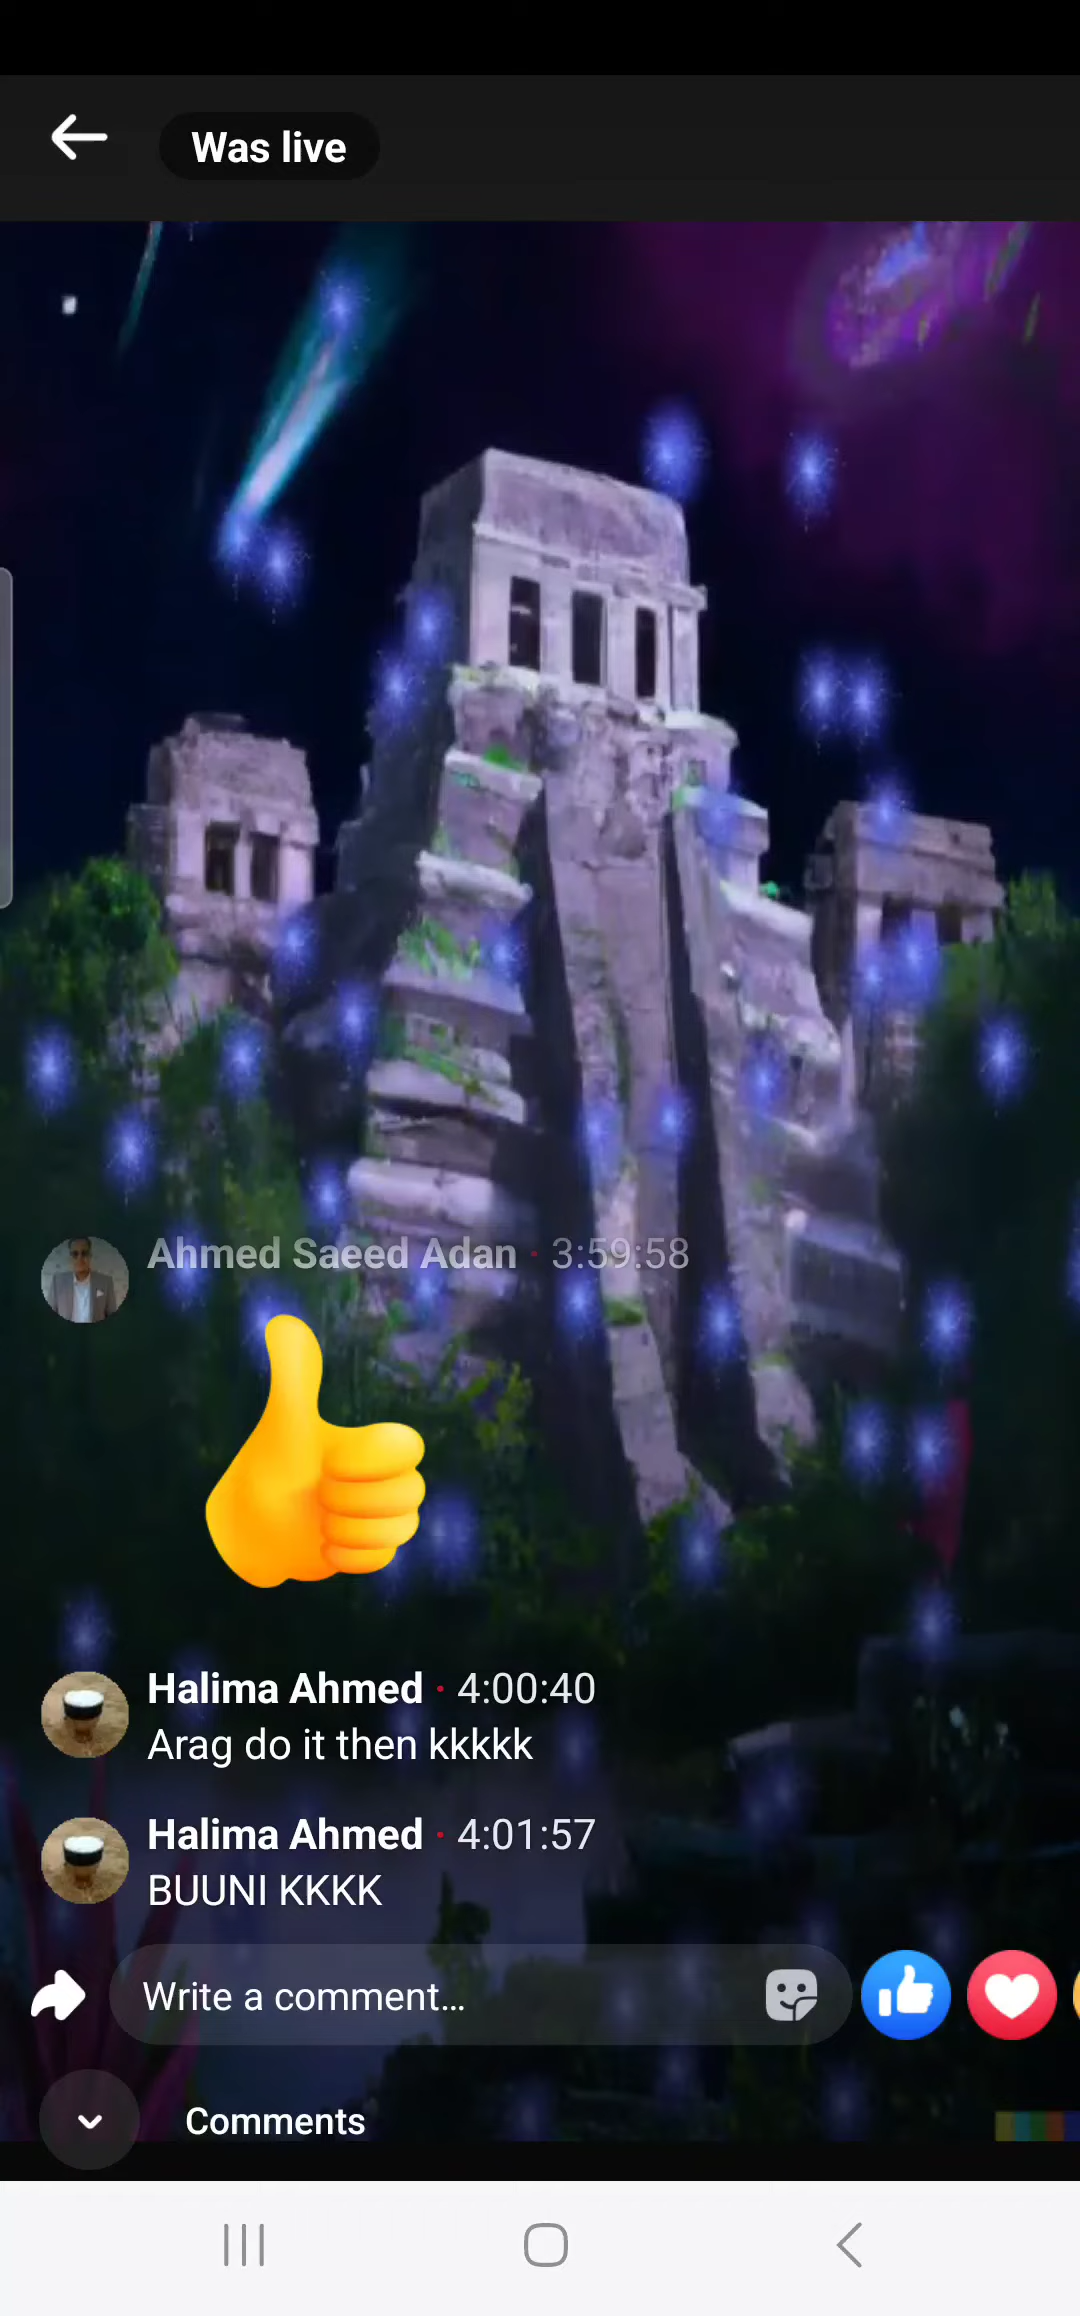 Was live
Ahmed Saeed Adan · 3:59:58
Halima Ahmed · 4:00:40
Arag do it then kkkkk
Halima Ahmed · 4:01:57
BUUNI KKKK
Write a comment...
Comments